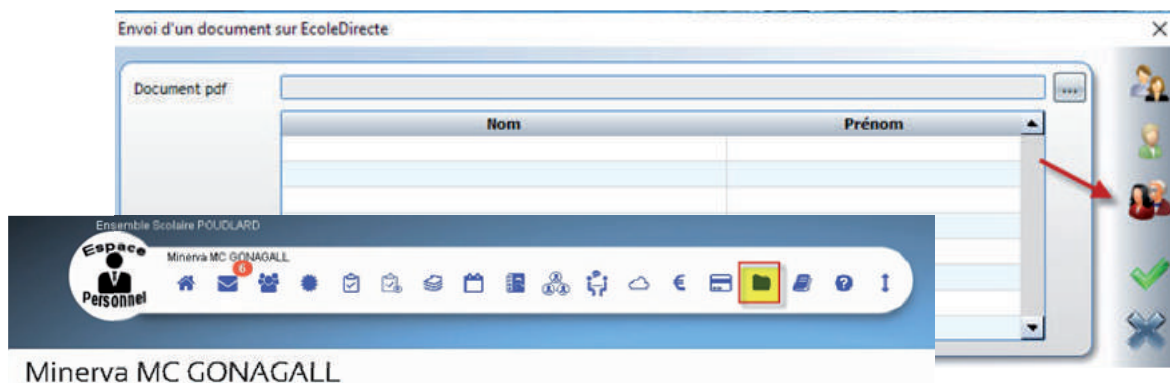 Envoi d'un document sur EcoleDirecte
Document pdf
...
Nom Prénom
Ensemble Scolaire POUDLARD
Espace
Personnel
Minerva MC GONAGALL
6
€
?
Minerva MC GONAGALL